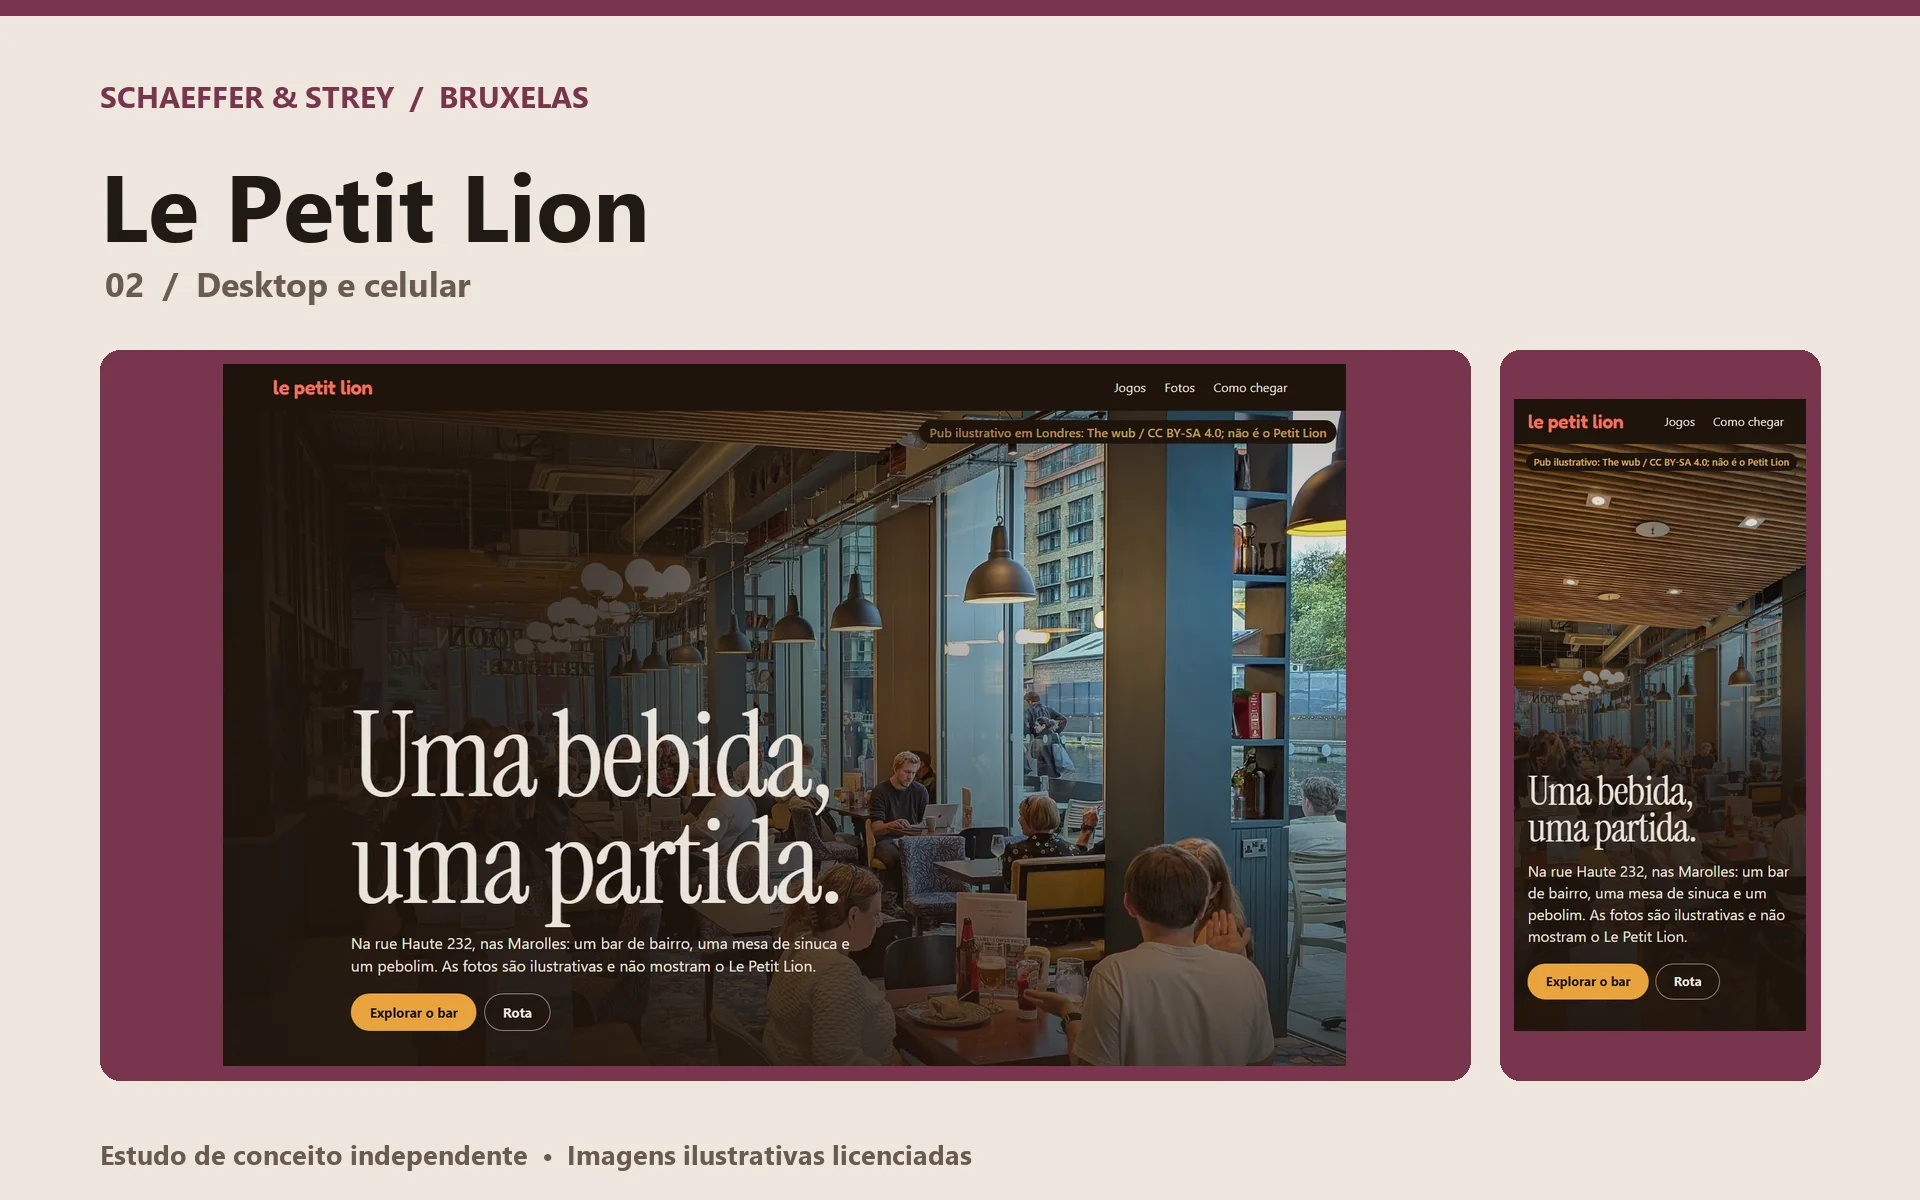 SCHAEFFER & STREY / BRUXELAS
Le Petit Lion
02 / Desktop e celular
le petit lion
Jogos Fotos Como chegar
Pub ilustrativo em Londres: The wub / CC BY-SA 4.0; não é o Petit Lion
Uma bebida,
uma partida.
Na rue Haute 232, nas Marolles: um bar de bairro, uma mesa de sinuca e
um pebolim. As fotos são ilustrativas e não mostram o Le Petit Lion.
Explorar o bar Rota
le petit lion
Jogos Como chegar
Pub ilustrativo: The wub / CC BY-SA 4.0; não é o Petit Lion
Uma bebida,
uma partida.
Na rue Haute 232, nas Marolles: um bar
de bairro, uma mesa de sinuca e um
pebolim. As fotos são ilustrativas e não
mostram o Le Petit Lion.
Explorar o bar Rota
Estudo de conceito independente • Imagens ilustrativas licenciadas